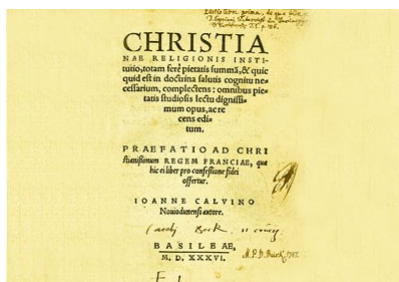 CHRISTIA
NAE RELIGIONIS INSTI-
tutio, totam ferè pietatis summã, & quic
quid est in doctrina salutis cognitu ne-
cessarium, complectens: omnibus pie-
tatis studiosis lectu dignissi-
mum opus, ac re
cens edi-
tum.
PRAEFATIO AD CHRI
stianissimum REGEM FRANCIAE, qua
hic ei liber pro confessione fidei
offertur.
IOANNE CALVINO
Nouiodunensi autore.
BASILEAE,
M. D. XXXVI.